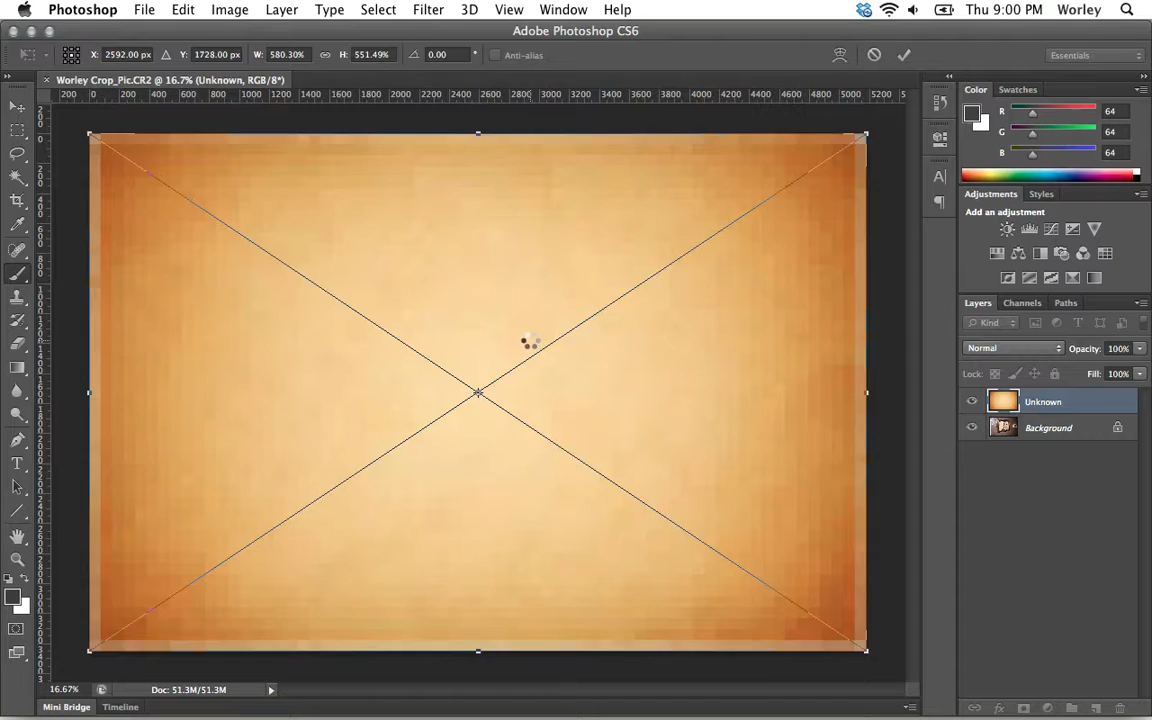 Photoshop File Edit Image Layer Type Select Filter 3D View Window Help Thu 9:00 PM Worley
Adobe Photoshop CS6
X: 2592.00 px Y: 1728.00 px W: 580.30% H: 551.49% 0.00 ° Anti-alias Essentials
× Worley Crop_Pic.CR2 @ 16.7% (Unknown, RGB/8*)
200 0 200 400 600 800 1000 1200 1400 1600 1800 2000 2200 2400 2600 2800 3000 3200 3400 3600 3800 4000 4200 4400 4600 4800 5000 5200
Color Swatches
R 64
G 64
B 64
Adjustments Styles
Add an adjustment
Layers Channels Paths
Kind
Normal Opacity: 100%
Lock: Fill: 100%
Unknown
Background
16.67% Doc: 51.3M/51.3M
Mini Bridge Timeline